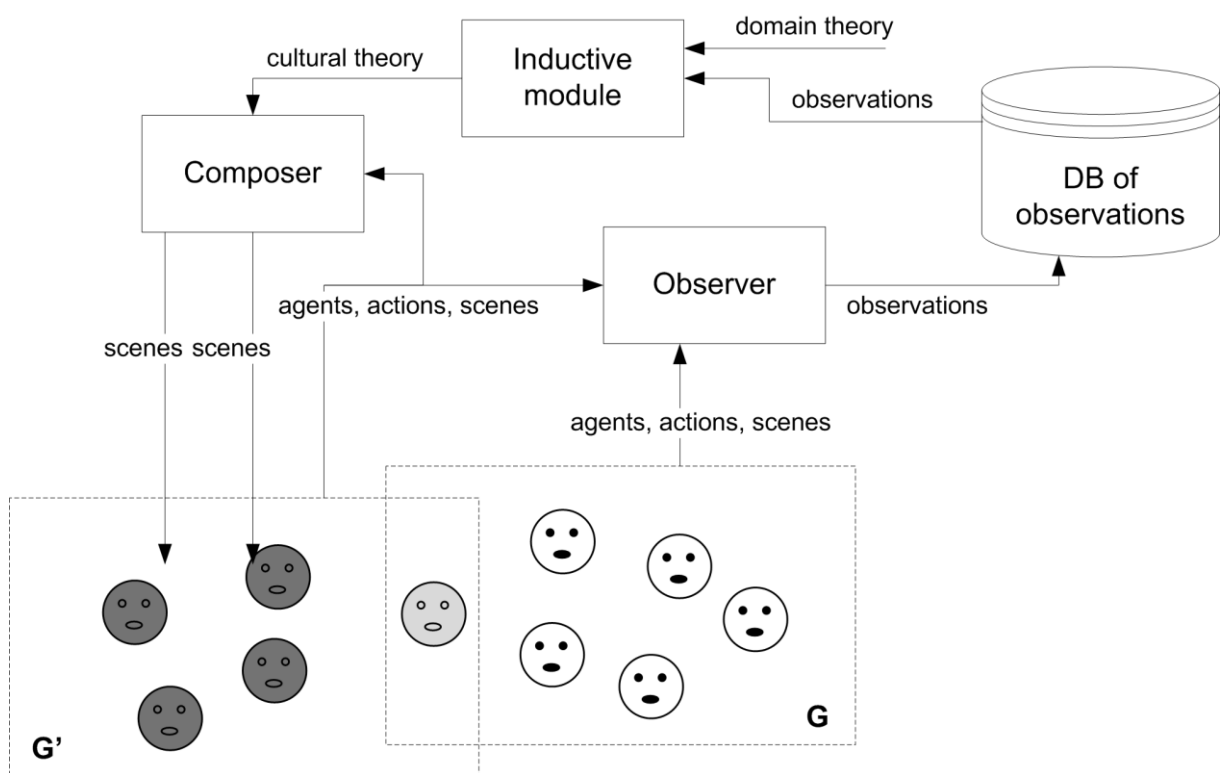 domain theory
cultural theory
Inductive
module
observations
Composer
DB of
observations
Observer
agents, actions, scenes
observations
scenes scenes
agents, actions, scenes
G
G’